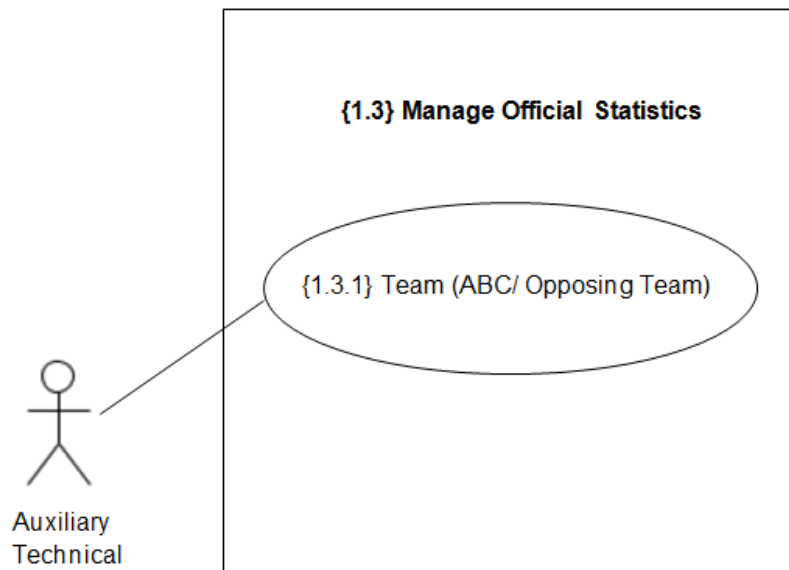 {1.3} Manage Official Statistics
{1.3.1} Team (ABC/ Opposing Team)
Auxiliary
Technical